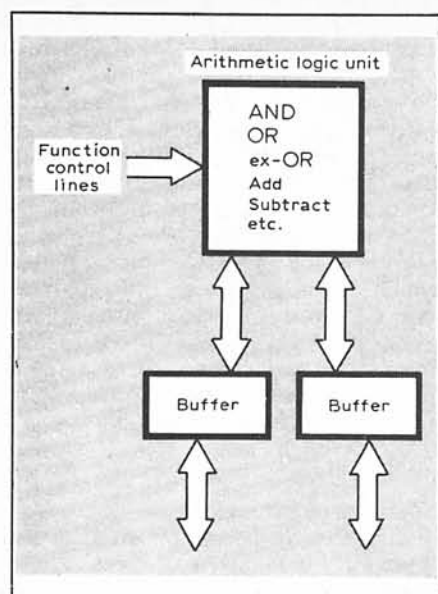 Arithmetic logic unit
AND
OR
ex-OR
Add
Subtract
etc.
Function
control
lines
Buffer
Buffer